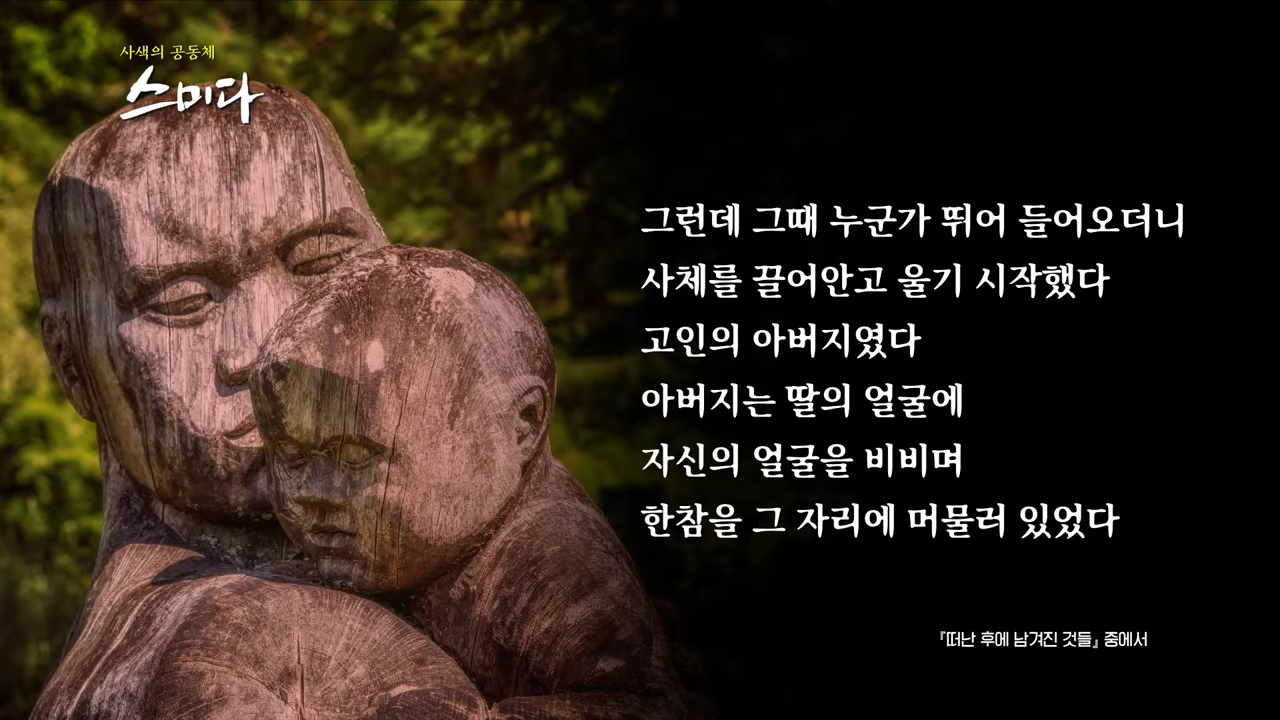 사색의 공동체
스미다
그런데 그때 누군가 뛰어 들어오더니
사체를 끌어안고 울기 시작했다
고인의 아버지였다
아버지는 딸의 얼굴에
자신의 얼굴을 비비며
한참을 그 자리에 머물러 있었다
『떠난 후에 남겨진 것들』 중에서